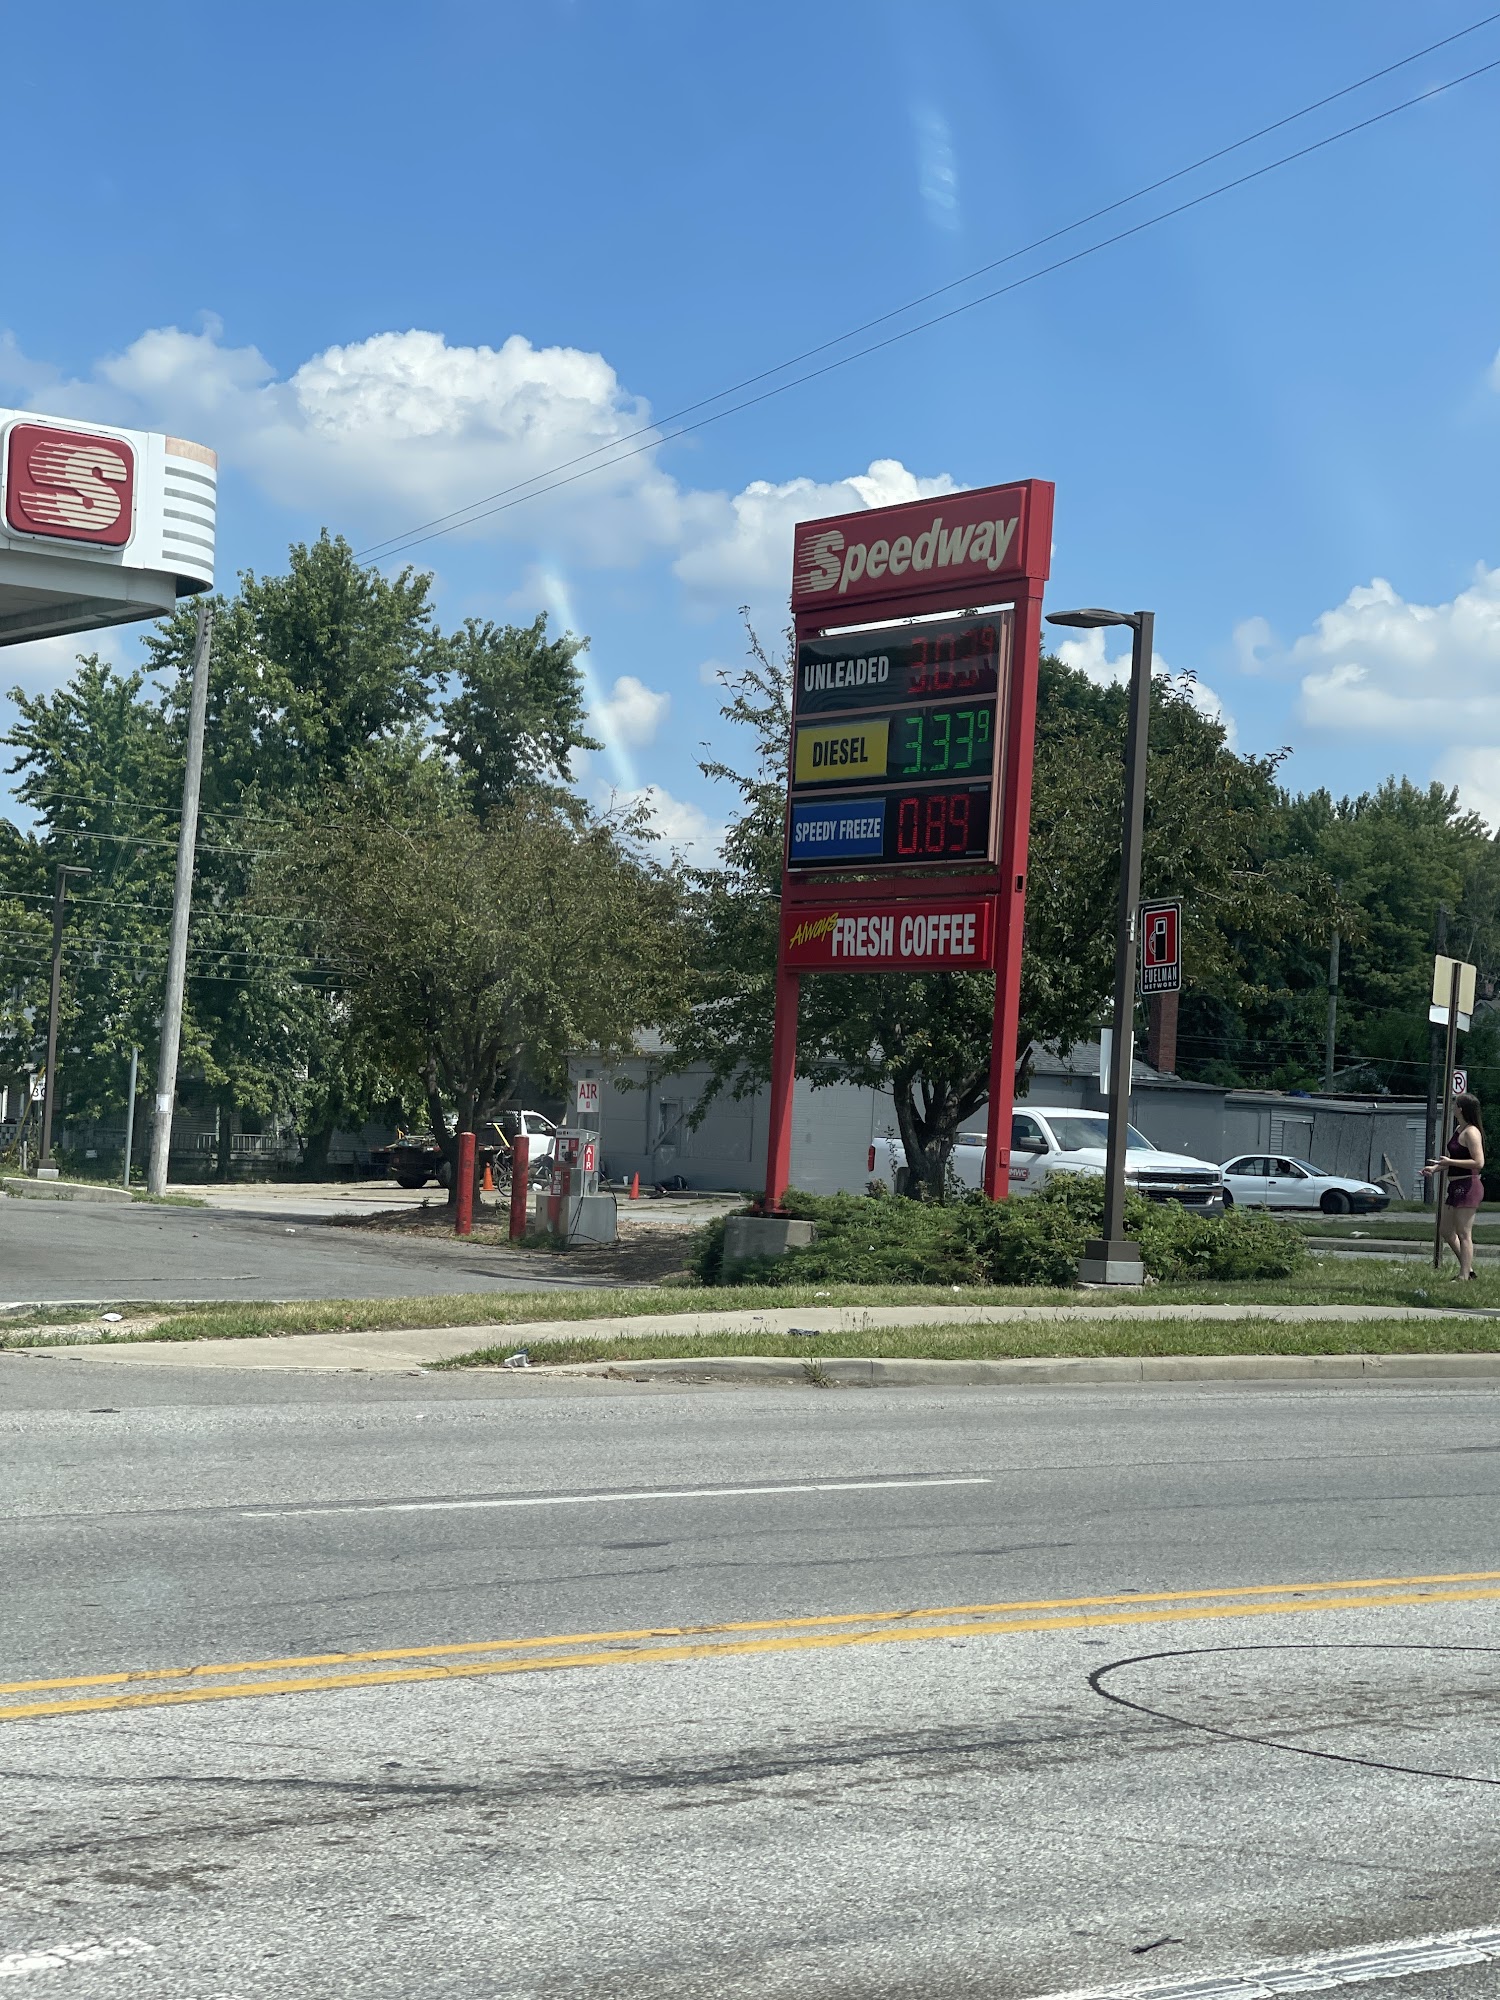 S
Speedway
UNLEADED
DIESEL 3.33⁹
SPEEDY FREEZE 0.89
Always FRESH COFFEE
FUELMAN
NETWORK
AIR
AIR
R